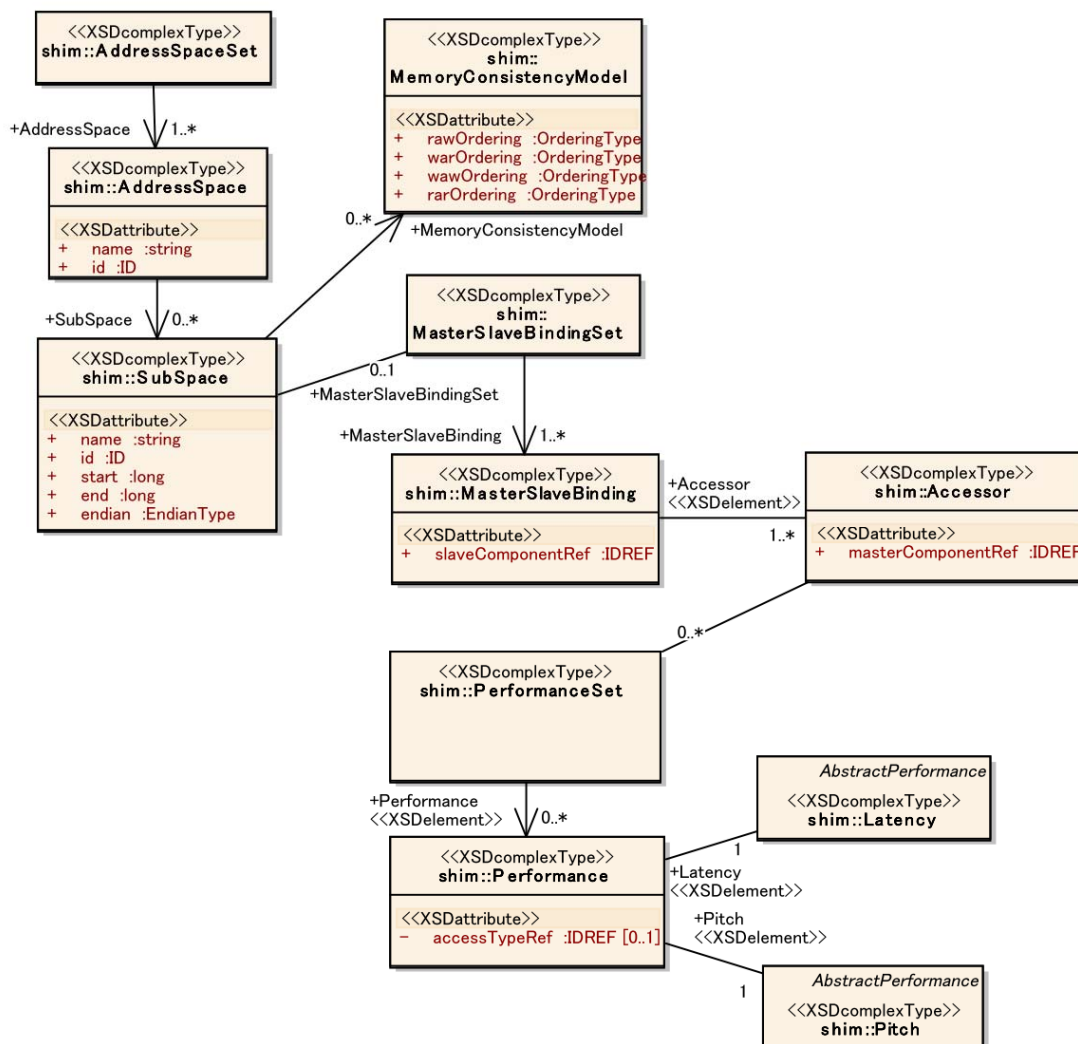 <<XSDcomplexType>>
shim::AddressSpaceSet
+AddressSpace
1..*
<<XSDcomplexType>>
shim::AddressSpace
<<XSDattribute>>
+ name :string
+ id :ID
+SubSpace
0..*
<<XSDcomplexType>>
shim::SubSpace
<<XSDattribute>>
+ name :string
+ id :ID
+ start :long
+ end :long
+ endian :EndianType
<<XSDcomplexType>>
shim::
MemoryConsistencyModel
<<XSDattribute>>
+ rawOrdering :OrderingType
+ warOrdering :OrderingType
+ wawOrdering :OrderingType
+ rarOrdering :OrderingType
0..*
+MemoryConsistencyModel
<<XSDcomplexType>>
shim::
MasterSlaveBindingSet
0..1
+MasterSlaveBindingSet
+MasterSlaveBinding
1..*
<<XSDcomplexType>>
shim::MasterSlaveBinding
<<XSDattribute>>
+ slaveComponentRef :IDREF
+Accessor
<<XSDelement>>
1..*
<<XSDcomplexType>>
shim::Accessor
<<XSDattribute>>
+ masterComponentRef :IDREF
0..*
<<XSDcomplexType>>
shim::PerformanceSet
+Performance
<<XSDelement>>
0..*
<<XSDcomplexType>>
shim::Performance
<<XSDattribute>>
- accessTypeRef :IDREF [0..1]
AbstractPerformance
<<XSDcomplexType>>
shim::Latency
1
+Latency
<<XSDelement>>
+Pitch
<<XSDelement>>
1
AbstractPerformance
<<XSDcomplexType>>
shim::Pitch